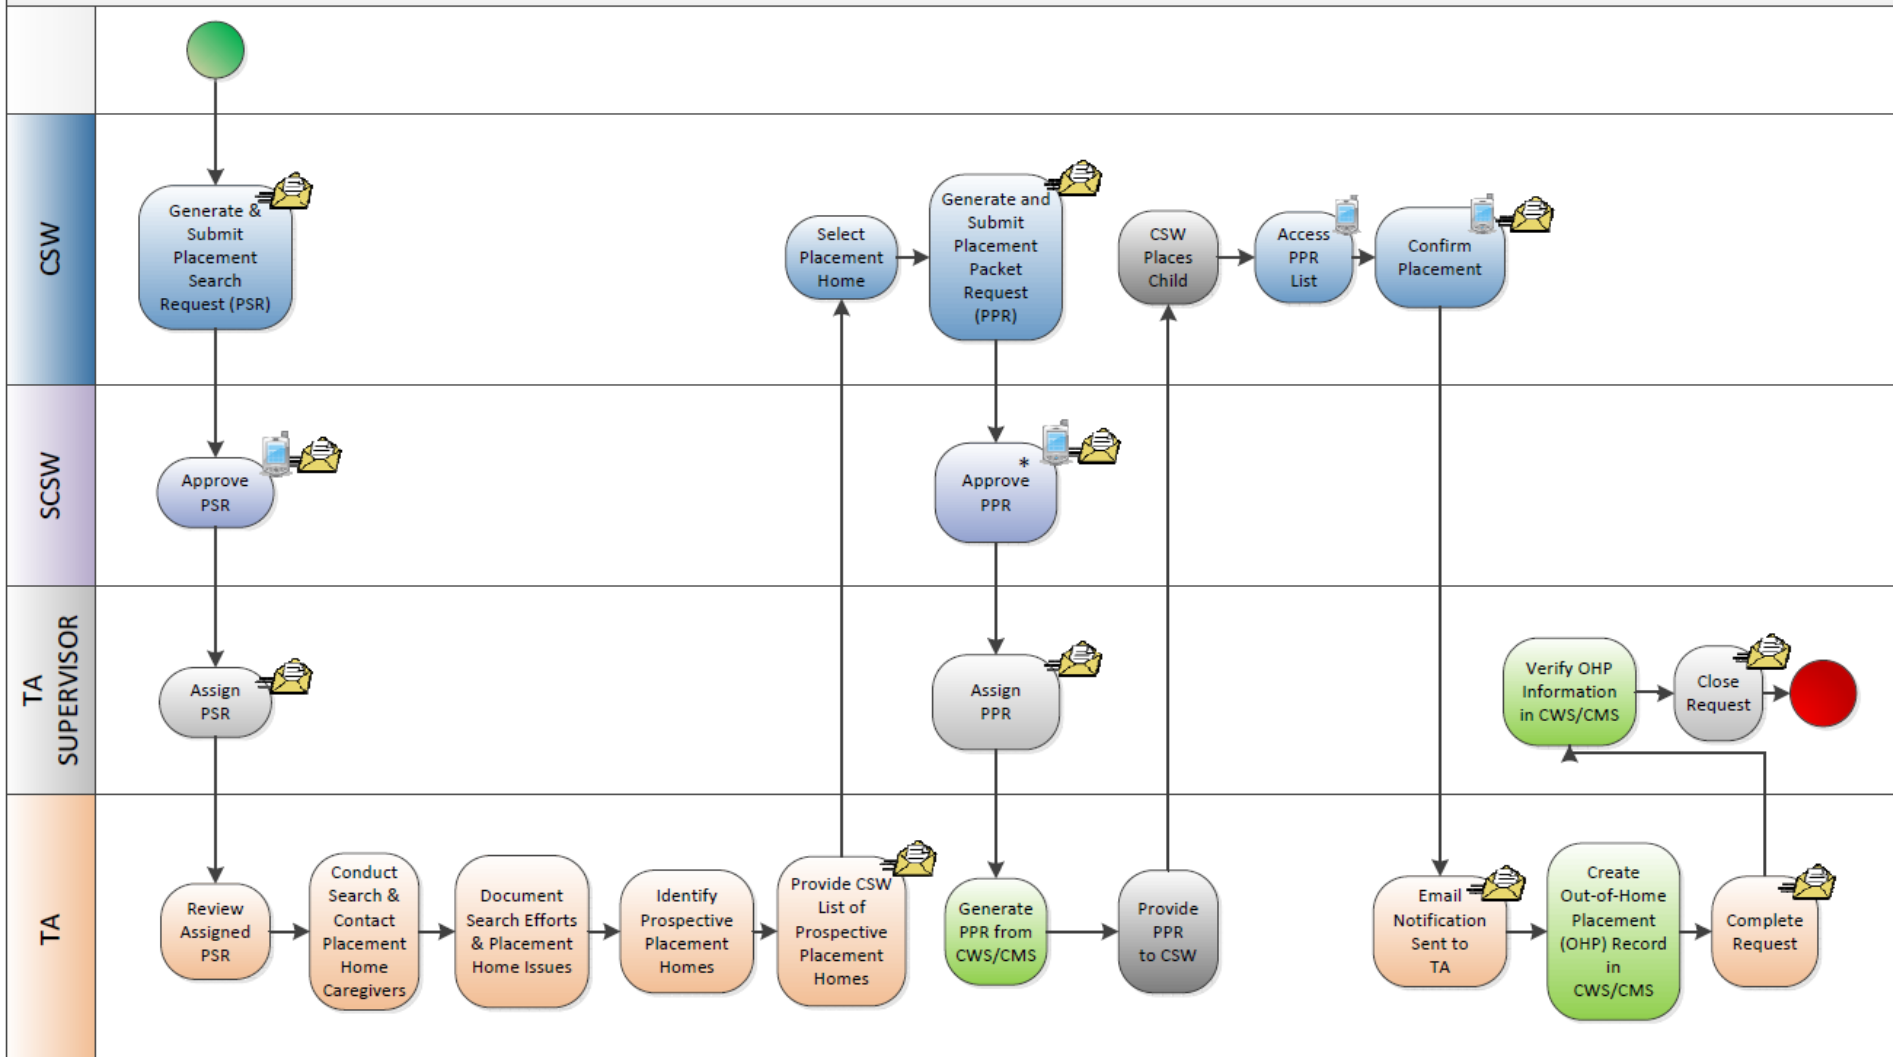 CSW
Generate &
Submit
Placement
Search
Request (PSR)
Select
Placement
Home
Generate and
Submit
Placement
Packet
Request
(PPR)
CSW
Places
Child
Access
PPR
List
Confirm
Placement
SCSW
Approve
PSR
*
Approve
PPR
TA
SUPERVISOR
Assign
PSR
Assign
PPR
Verify OHP
Information
in CWS/CMS
Close
Request
TA
Review
Assigned
PSR
Conduct
Search &
Contact
Placement
Home
Caregivers
Document
Search Efforts
& Placement
Home Issues
Identify
Prospective
Placement
Homes
Provide CSW
List of
Prospective
Placement
Homes
Generate
PPR from
CWS/CMS
Provide
PPR
to CSW
Email
Notification
Sent to
TA
Create
Out-of-Home
Placement
(OHP) Record
in
CWS/CMS
Complete
Request